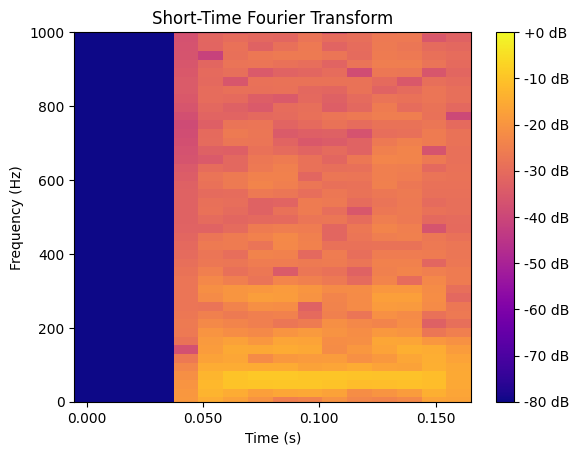 Short-Time Fourier Transform
1000
800
600
400
200
0
Frequency (Hz)
0.000
0.050
0.100
0.150
Time (s)
+0 dB
-10 dB
-20 dB
-30 dB
-40 dB
-50 dB
-60 dB
-70 dB
-80 dB